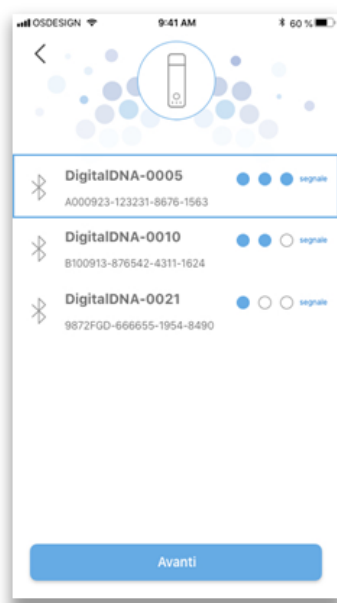 OSDESIGN 9:41 AM 60 %
DigitalDNA-0005 segnale
A000923-123231-8676-1563
DigitalDNA-0010 segnale
B100913-876542-4311-1624
DigitalDNA-0021 segnale
9872FGD-666655-1954-8490
Avanti